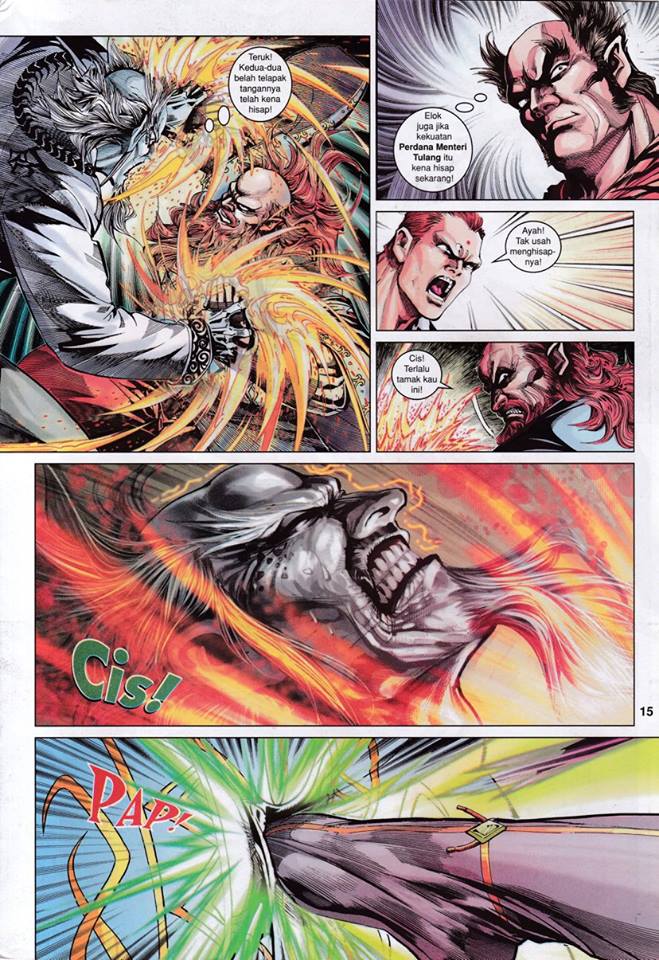 Teruk!
Kedua-dua
belah telapak
tangannya
telah kena
hisap!
Elok
juga jika
kekuatan
Perdana Menteri
Tulang itu
kena hisap
sekarang!
Ayah!
Tak usah
menghisap-
nya!
Cis!
Terlalu
tamak kau
ini!
Cis!
15
PAP!